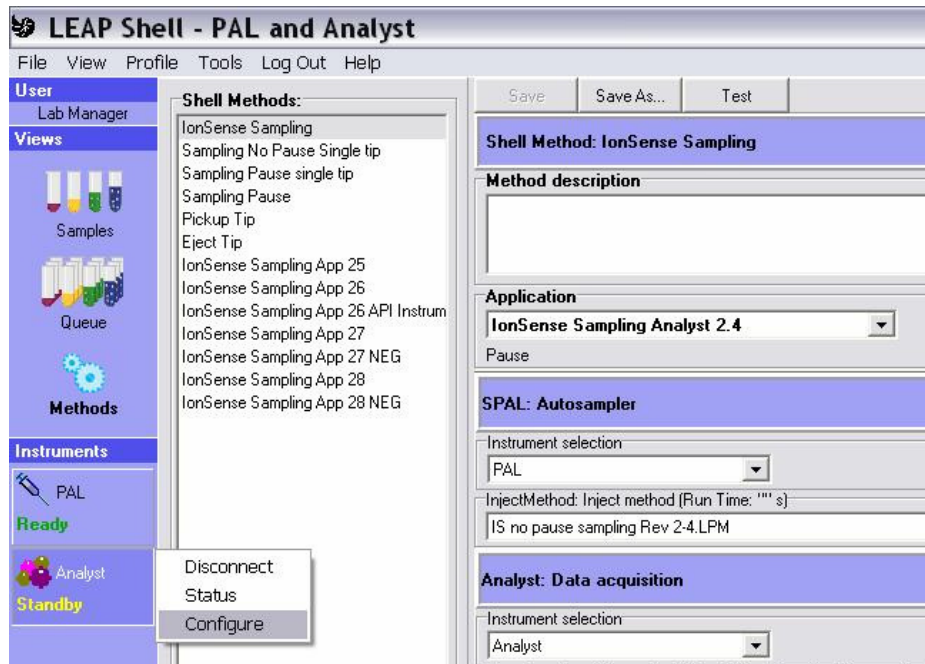 LEAP Shell - PAL and Analyst
File View Profile Tools Log Out Help
User
Lab Manager
Views
Samples
Queue
Methods
Instruments
PAL
Ready
Analyst
Standby
Disconnect
Status
Configure
Shell Methods:
IonSense Sampling
Sampling No Pause Single tip
Sampling Pause single tip
Sampling Pause
Pickup Tip
Eject Tip
IonSense Sampling App 25
IonSense Sampling App 26
IonSense Sampling App 26 API Instrum
IonSense Sampling App 27
IonSense Sampling App 27 NEG
IonSense Sampling App 28
IonSense Sampling App 28 NEG
Save Save As... Test
Shell Method: IonSense Sampling
Method description
Application
IonSense Sampling Analyst 2.4
Pause
SPAL: Autosampler
Instrument selection
PAL
InjectMethod: Inject method (Run Time: "" s)
IS no pause sampling Rev 2-4.LPM
Analyst: Data acquisition
Instrument selection
Analyst